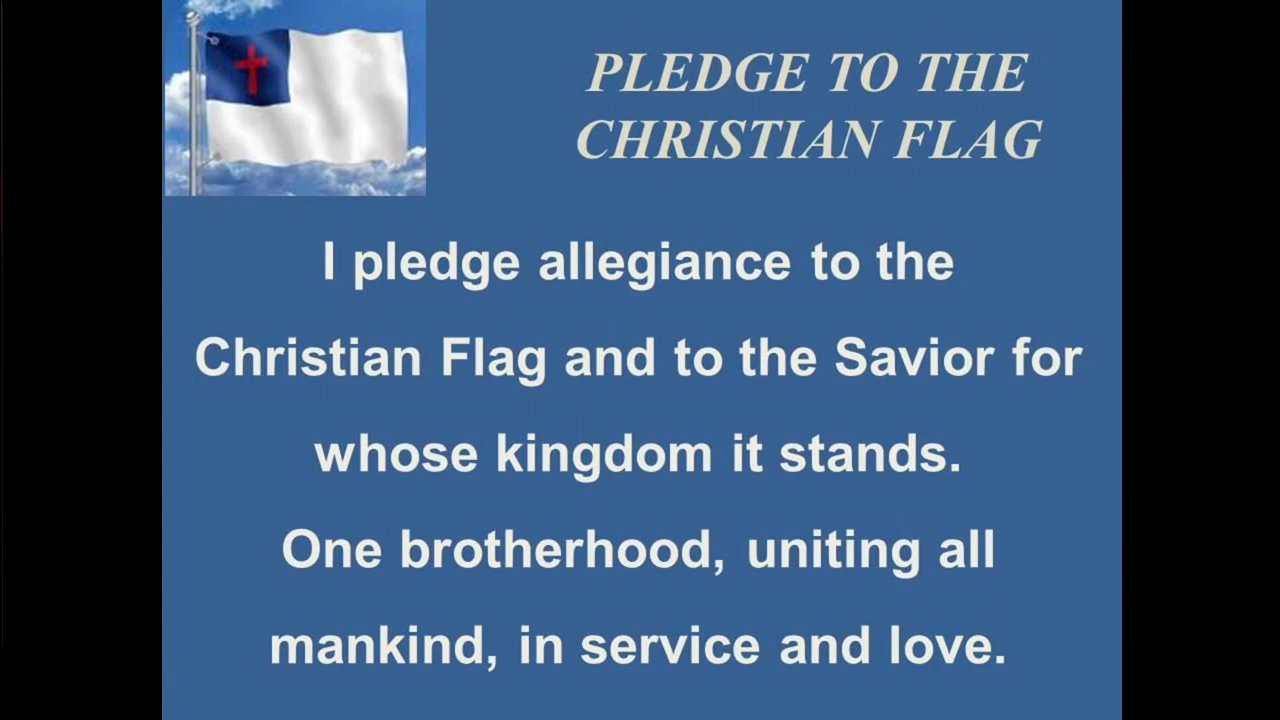 PLEDGE TO THE
CHRISTIAN FLAG
I pledge allegiance to the
Christian Flag and to the Savior for
whose kingdom it stands.
One brotherhood, uniting all
mankind, in service and love.